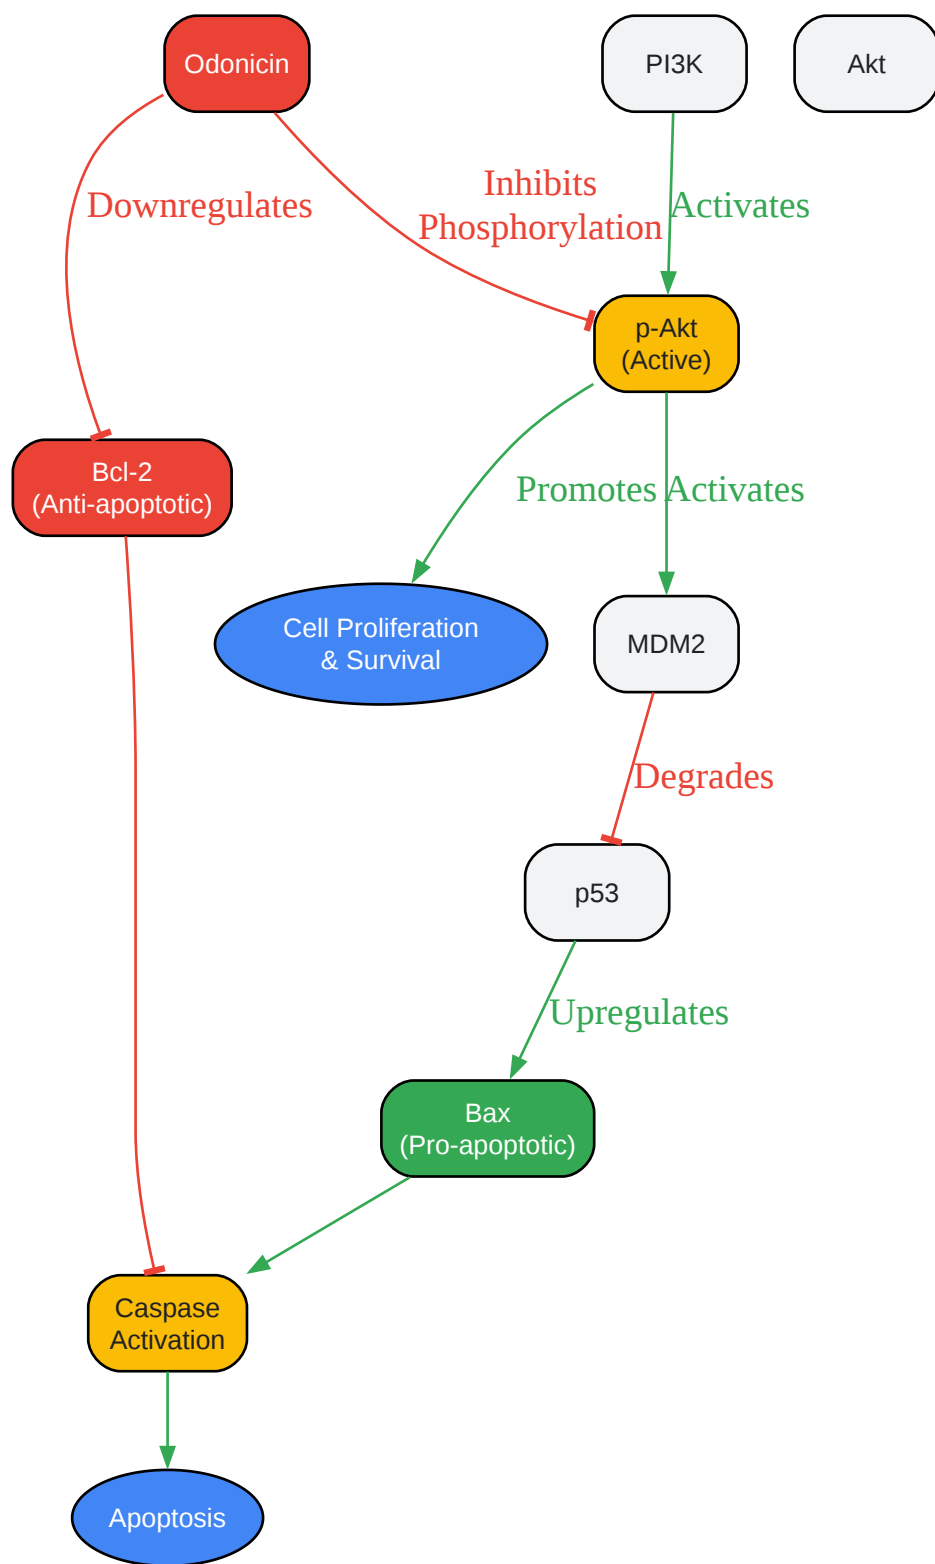 Odonicin
PI3K
Akt
Downregulates
Inhibits
Phosphorylation
Activates
p-Akt
(Active)
Bcl-2
(Anti-apoptotic)
Promotes
Activates
Cell Proliferation
& Survival
MDM2
Degrades
p53
Upregulates
Bax
(Pro-apoptotic)
Caspase
Activation
Apoptosis